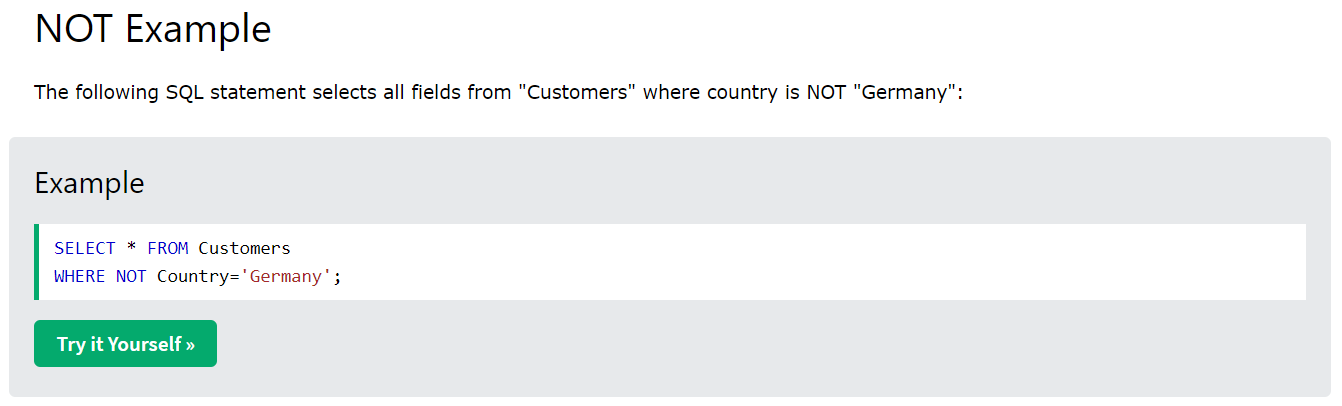 NOT Example
The following SQL statement selects all fields from "Customers" where country is NOT "Germany":
Example
SELECT * FROM Customers
WHERE NOT Country='Germany';
Try it Yourself »